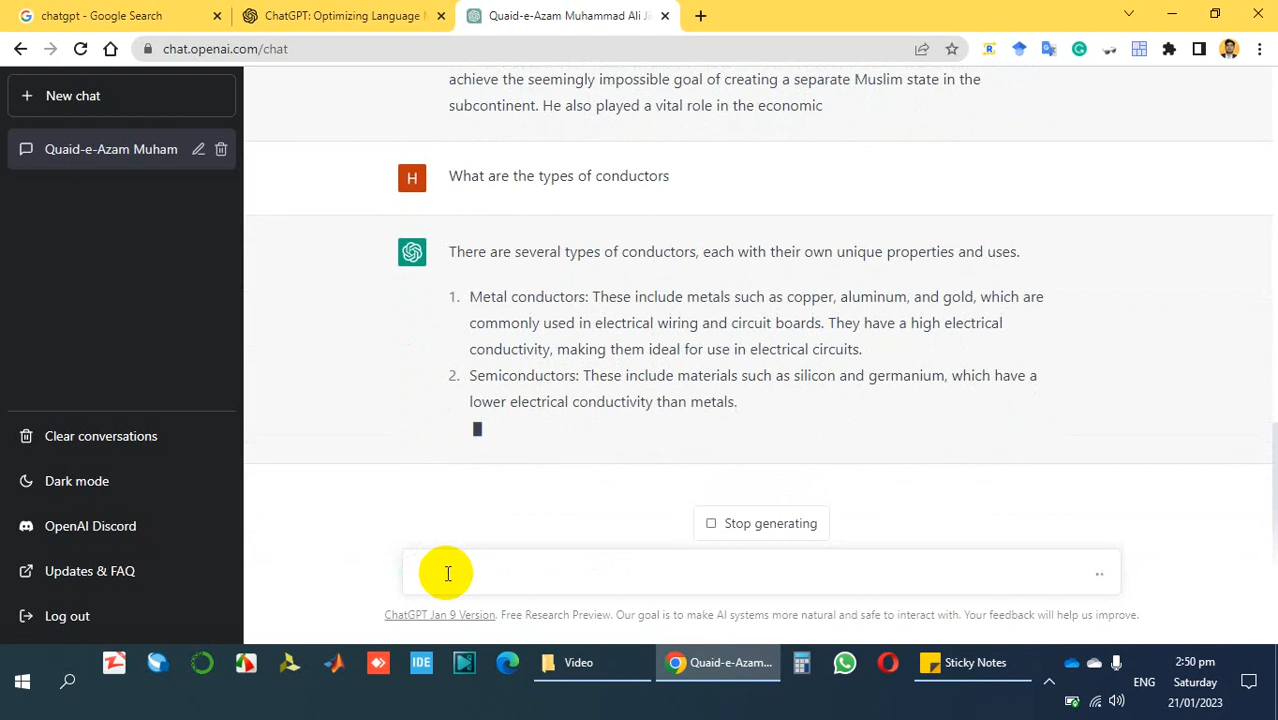 chatgpt - Google Search
ChatGPT: Optimizing Language
Quaid-e-Azam Muhammad Ali Ji
chat.openai.com/chat
New chat
Quaid-e-Azam Muham
Clear conversations
Dark mode
OpenAI Discord
Updates & FAQ
Log out
achieve the seemingly impossible goal of creating a separate Muslim state in the
subcontinent. He also played a vital role in the economic
H
What are the types of conductors
There are several types of conductors, each with their own unique properties and uses.
1. Metal conductors: These include metals such as copper, aluminum, and gold, which are
commonly used in electrical wiring and circuit boards. They have a high electrical
conductivity, making them ideal for use in electrical circuits.
2. Semiconductors: These include materials such as silicon and germanium, which have a
lower electrical conductivity than metals.
Stop generating
ChatGPT Jan 9 Version. Free Research Preview. Our goal is to make AI systems more natural and safe to interact with. Your feedback will help us improve.
IDE
Video
Quaid-e-Azam...
Sticky Notes
ENG
2:50 pm
Saturday
21/01/2023